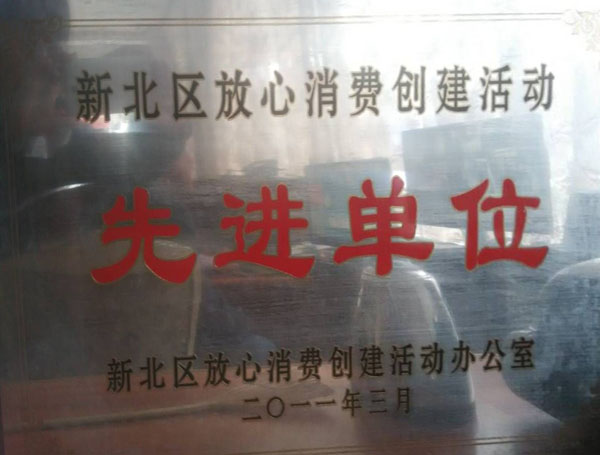 新北区放心消费创建活动
先进单位
新北区放心消费创建活动办公室
二〇一一年三月